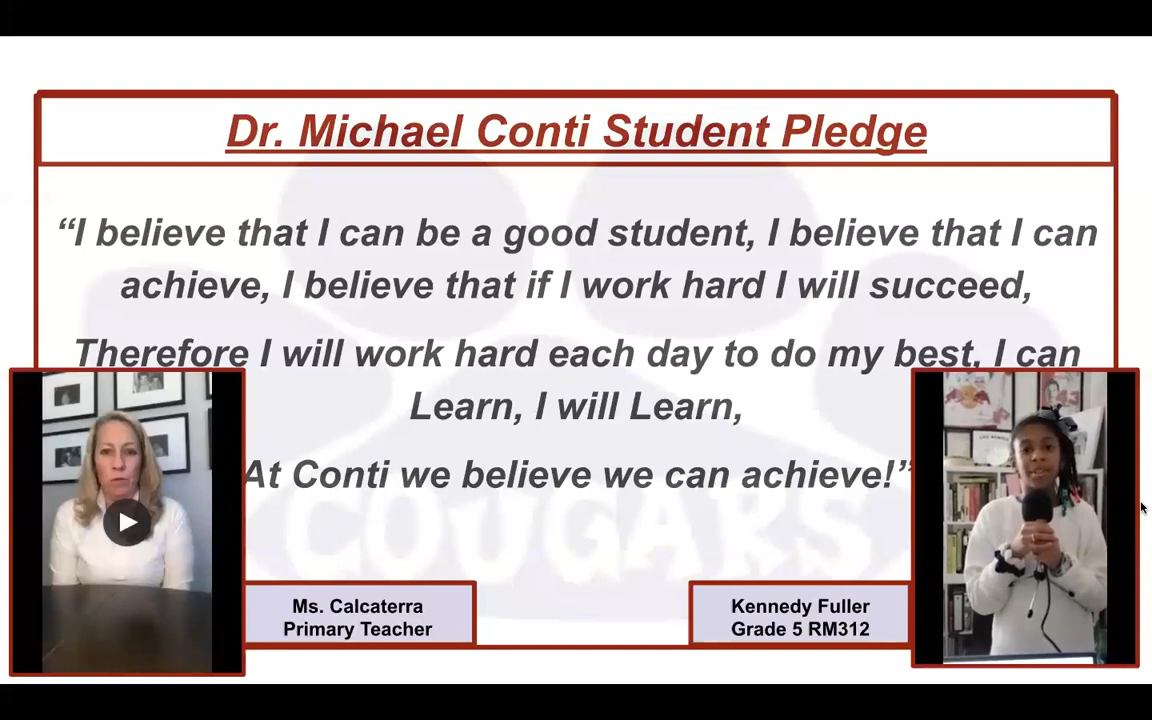 Dr. Michael Conti Student Pledge
“I believe that I can be a good student, I believe that I can
achieve, I believe that if I work hard I will succeed,
Therefore I will work hard each day to do my best, I can
Learn, I will Learn,
At Conti we believe we can achieve!”
COUGARS
Ms. Calcaterra
Primary Teacher
Kennedy Fuller
Grade 5 RM312